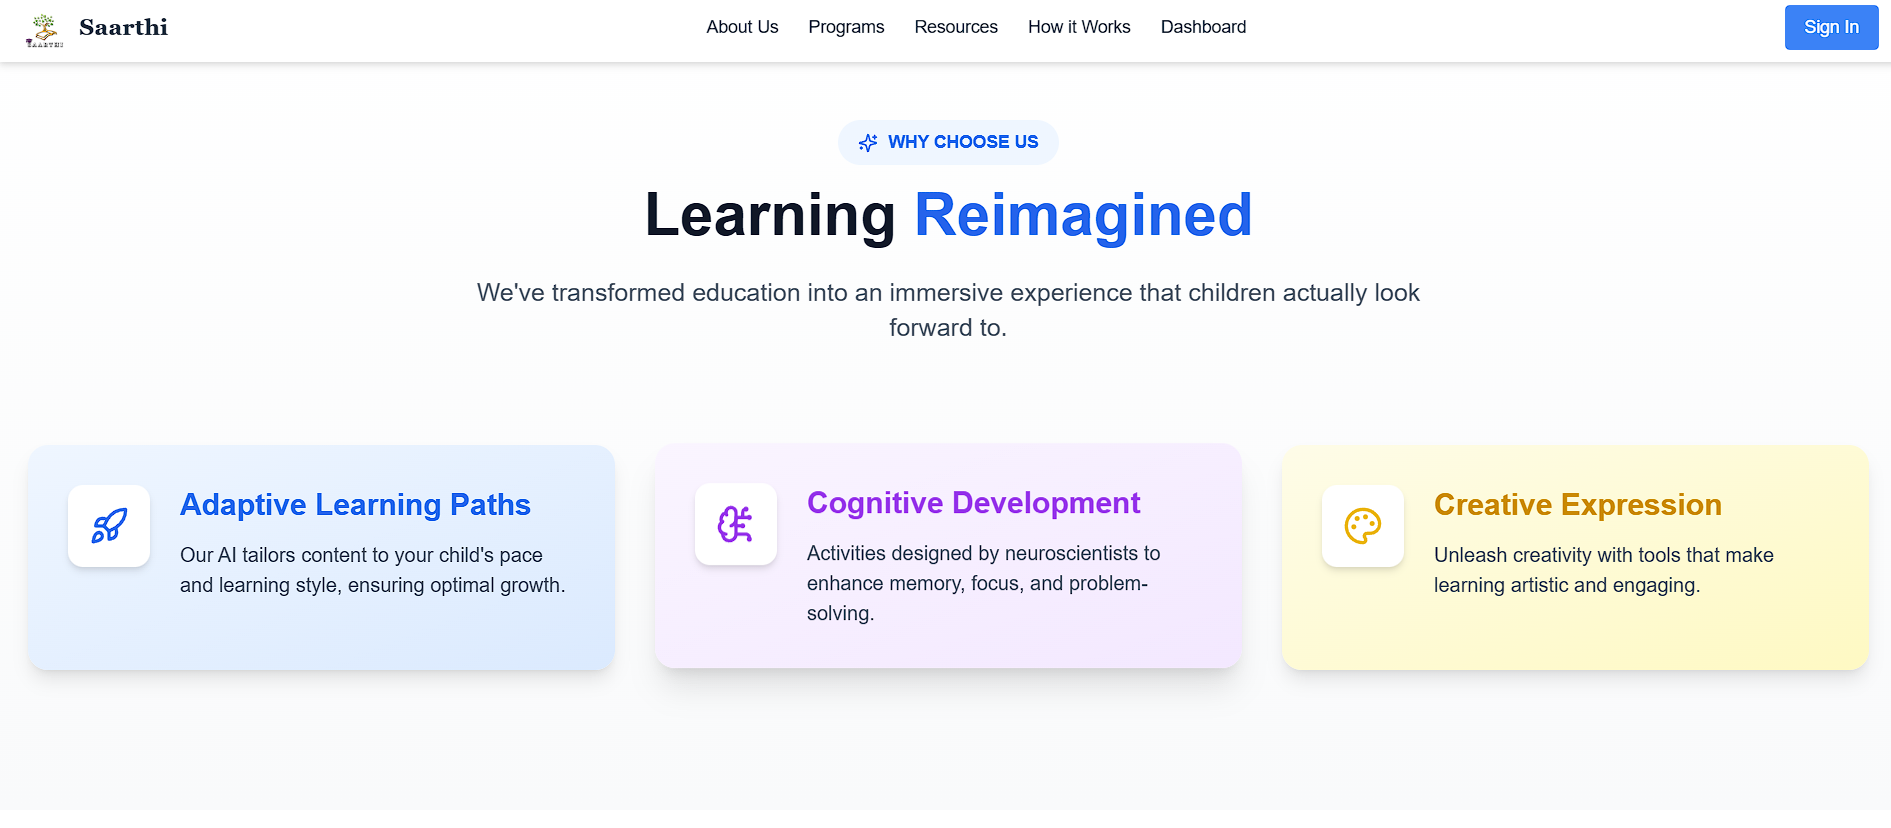 SAARTHI
Saarthi
About Us
Programs
Resources
How it Works
Dashboard
Sign In
WHY CHOOSE US
Learning Reimagined
We've transformed education into an immersive experience that children actually look
forward to.
Adaptive Learning Paths
Our AI tailors content to your child's pace
and learning style, ensuring optimal growth.
Cognitive Development
Activities designed by neuroscientists to
enhance memory, focus, and problem-
solving.
Creative Expression
Unleash creativity with tools that make
learning artistic and engaging.